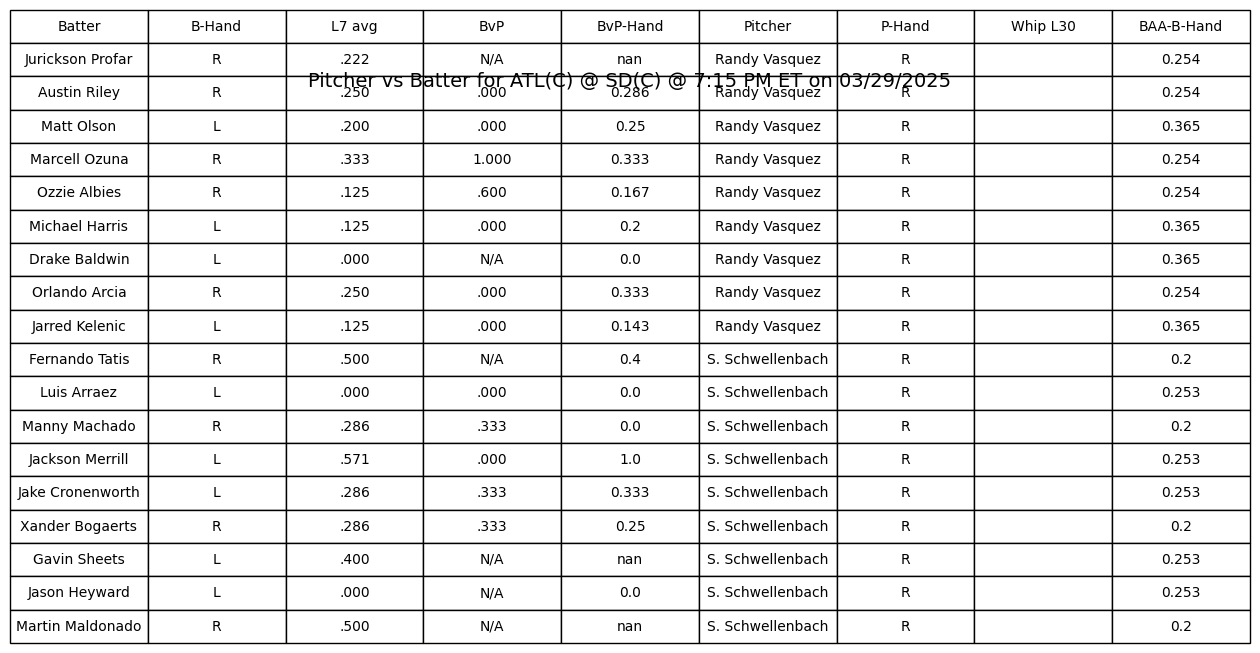 Batter B-Hand L7 avg BvP BvP-Hand Pitcher P-Hand Whip L30 BAA-B-Hand
Jurickson Profar R .222 N/A nan Randy Vasquez R 0.254
Pitcher vs Batter for ATL(C) @ SD(C) @ 7:15 PM ET on 03/29/2025
Austin Riley R .250 .000 0.286 Randy Vasquez R 0.254
Matt Olson L .200 .000 0.25 Randy Vasquez R 0.365
Marcell Ozuna R .333 1.000 0.333 Randy Vasquez R 0.254
Ozzie Albies R .125 .600 0.167 Randy Vasquez R 0.254
Michael Harris L .125 .000 0.2 Randy Vasquez R 0.365
Drake Baldwin L .000 N/A 0.0 Randy Vasquez R 0.365
Orlando Arcia R .250 .000 0.333 Randy Vasquez R 0.254
Jarred Kelenic L .125 .000 0.143 Randy Vasquez R 0.365
Fernando Tatis R .500 N/A 0.4 S. Schwellenbach R 0.2
Luis Arraez L .000 .000 0.0 S. Schwellenbach R 0.253
Manny Machado R .286 .333 0.0 S. Schwellenbach R 0.2
Jackson Merrill L .571 .000 1.0 S. Schwellenbach R 0.253
Jake Cronenworth L .286 .333 0.333 S. Schwellenbach R 0.253
Xander Bogaerts R .286 .333 0.25 S. Schwellenbach R 0.2
Gavin Sheets L .400 N/A nan S. Schwellenbach R 0.253
Jason Heyward L .000 N/A 0.0 S. Schwellenbach R 0.253
Martin Maldonado R .500 N/A nan S. Schwellenbach R 0.2